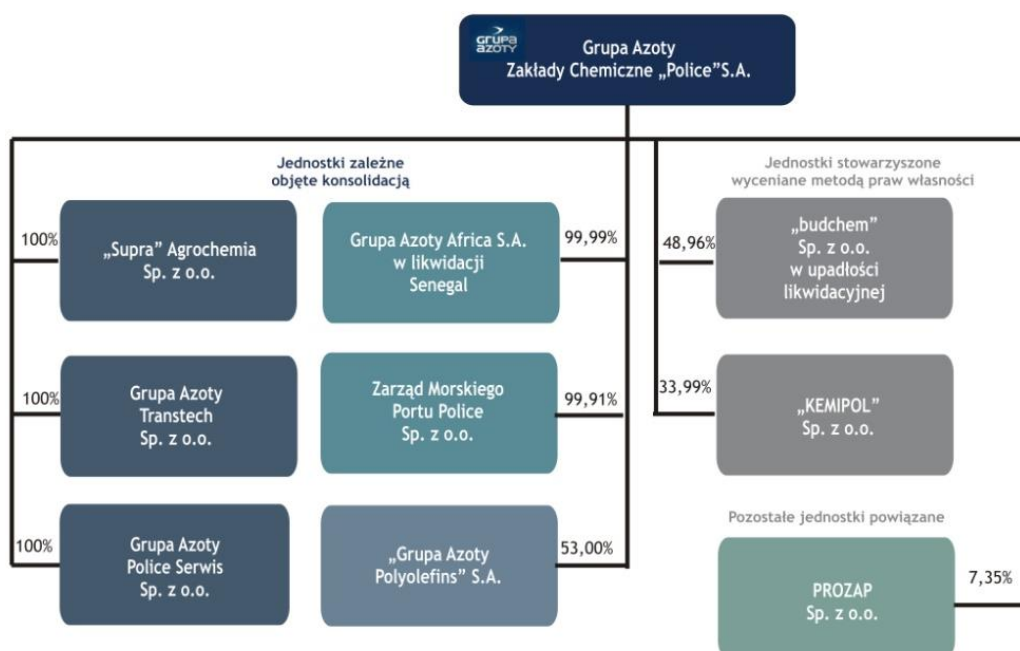 GRUPA
AZOTY
Grupa Azoty
Zakłady Chemiczne „Police”S.A.
Jednostki zależne
objęte konsolidacją
Jednostki stowarzyszone
wyceniane metodą praw własności
100%
„Supra” Agrochemia
Sp. z o.o.
Grupa Azoty Africa S.A.
w likwidacji
Senegal
99,99%
48,96%
„budchem”
Sp. z o.o.
w upadłości
likwidacyjnej
100%
Grupa Azoty
Transtech
Sp. z o.o.
Zarząd Morskiego
Portu Police
Sp. z o.o.
99,91%
33,99%
„KEMIPOL”
Sp. z o.o.
100%
Grupa Azoty
Police Serwis
Sp. z o.o.
„Grupa Azoty
Polyolefins” S.A.
53,00%
Pozostałe jednostki powiązane
PROZAP
Sp. z o.o.
7,35%